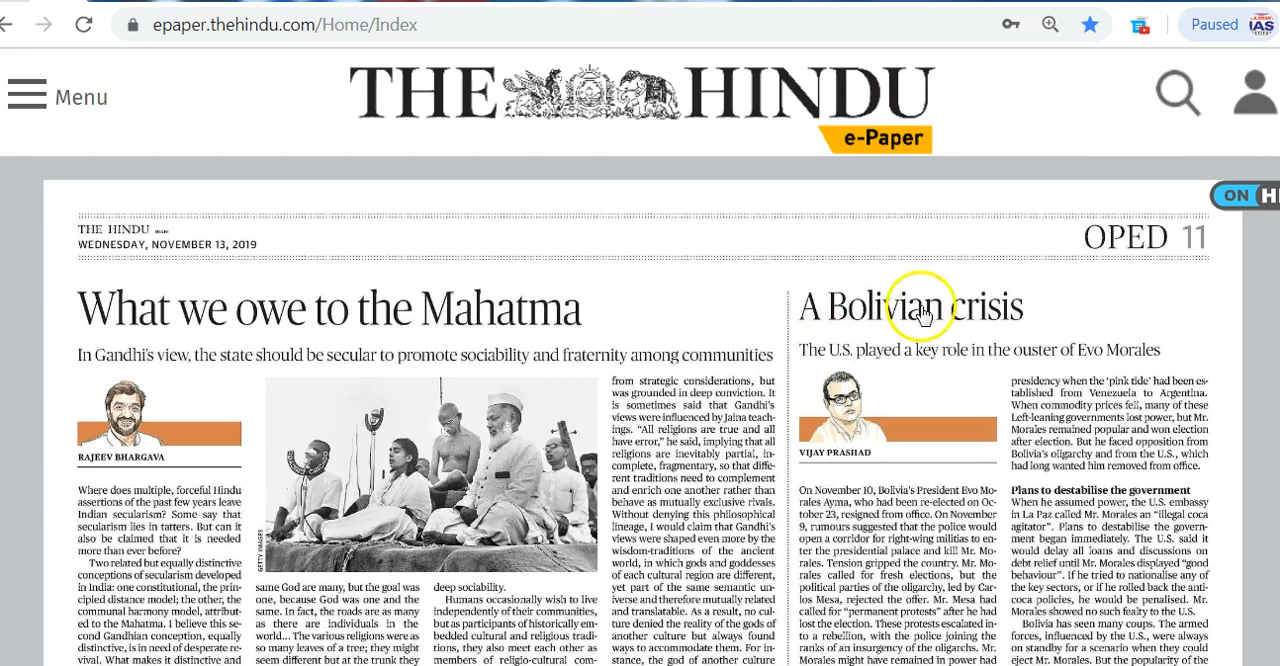 epaper.thehindu.com/Home/Index
Paused
IAS
Menu
THE HINDU
e-Paper
ON
THE HINDU
WEDNESDAY, NOVEMBER 13, 2019
OPED 11
What we owe to the Mahatma
In Gandhi's view, the state should be secular to promote sociability and fraternity among communities
RAJEEV BHARGAVA
Where does multiple, forceful Hindu
assertions of the past few years leave
Indian secularism? Some say that
secularism lies in tatters. But can it
also be claimed that it is needed
more than ever before?
Two related but equally distinctive
conceptions of secularism developed
in India: one constitutional, the prin-
cipled distance model; the other, the
communal harmony model, attribut-
ed to the Mahatma. I believe this se-
cond Gandhian conception, equally
distinctive, is in need of desperate re-
vival. What makes it distinctive and
GETTY IMAGES
same God are many, but the goal was
one, because God was one and the
same. In fact, the roads are as many
as there are individuals in the
world... The various religions were as
so many leaves of a tree; they might
seem different but at the trunk they
deep sociability.
Humans occasionally wish to live
independently of their communities,
but as participants of historically em-
bedded cultural and religious tradi-
tions, they also meet each other as
members of religio-cultural com-
from strategic considerations, but
was grounded in deep conviction. It
is sometimes said that Gandhi's
views were influenced by Jaina teach-
ings. “All religions are true and all
have error,” he said, implying that all
religions are inevitably partial, in-
complete, fragmentary, so that diffe-
rent traditions need to complement
and enrich one another rather than
behave as mutually exclusive rivals.
Without denying this philosophical
lineage, I would claim that Gandhi's
views were shaped even more by the
wisdom-traditions of the ancient
world, in which gods and goddesses
of each cultural region are different,
yet part of the same semantic uni-
verse and therefore mutually related
and translatable. As a result, no cul-
ture denied the reality of the gods of
another culture but always found
ways to accommodate them. For in-
stance, the god of another culture
A Bolivian crisis
The U.S. played a key role in the ouster of Evo Morales
VIJAY PRASHAD
On November 10, Bolivia's President Evo Mo-
rales Ayma, who had been re-elected on Oc-
tober 23, resigned from office. On November
9, rumours suggested that the police would
open a corridor for right-wing militias to en-
ter the presidential palace and kill Mr. Mo-
rales. Tension gripped the country. Mr. Mo-
rales called for fresh elections, but the
political parties of the oligarchy, led by Car-
los Mesa, rejected the offer. Mr. Mesa had
called for “permanent protests” after he had
lost the election. These protests escalated in-
to a rebellion, with the police joining the
ranks of an insurgency of the oligarchs. Mr.
Morales might have remained in power had
presidency when the ‘pink tide’ had been es-
tablished from Venezuela to Argentina.
When commodity prices fell, many of these
Left-leaning governments lost power, but Mr.
Morales remained popular and won election
after election. But he faced opposition from
Bolivia's oligarchy and from the U.S., which
had long wanted him removed from office.
Plans to destabilise the government
When he assumed power, the U.S. embassy
in La Paz called Mr. Morales an “illegal coca
agitator”. Plans to destabilise the govern-
ment began immediately. The U.S. said it
would delay all loans and discussions on
debt relief until Mr. Morales displayed “good
behaviour”. If he tried to nationalise any of
the key sectors, or if he rolled back the anti-
coca policies, he would be penalised. Mr.
Morales showed no such fealty to the U.S.
Bolivia has seen many coups. The armed
forces, influenced by the U.S., were always
on standby for a scenario when they could
eject Mr. Morales. But the popularity of the